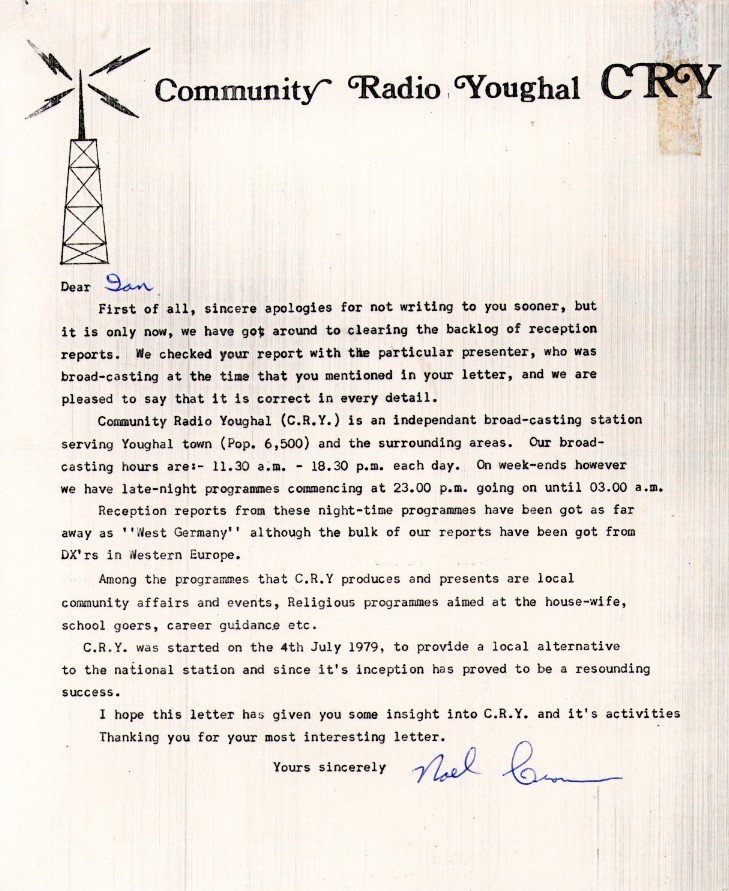 Community Radio Youghal CRY
Dear Ian
First of all, sincere apologies for not writing to you sooner, but
it is only now, we have got around to clearing the backlog of reception
reports. We checked your report with the particular presenter, who was
broad-casting at the time that you mentioned in your letter, and we are
pleased to say that it is correct in every detail.
Community Radio Youghal (C.R.Y.) is an independant broad-casting station
serving Youghal town (Pop. 6,500) and the surrounding areas. Our broad-
casting hours are:- 11.30 a.m. - 18.30 p.m. each day. On week-ends however
we have late-night programmes commencing at 23.00 p.m. going on until 03.00 a.m.
Reception reports from these night-time programmes have been got as far
away as ''West Germany'' although the bulk of our reports have been got from
DX'rs in Western Europe.
Among the programmes that C.R.Y produces and presents are local
community affairs and events, Religious programmes aimed at the house-wife,
school goers, career guidance etc.
C.R.Y. was started on the 4th July 1979, to provide a local alternative
to the national station and since it's inception has proved to be a resounding
success.
I hope this letter has given you some insight into C.R.Y. and it's activities
Thanking you for your most interesting letter.
Yours sincerely Noel